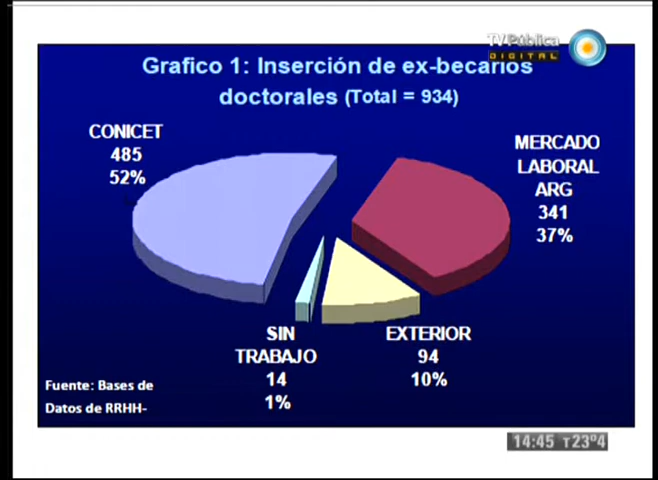 TV Pública
DIGITAL
Grafico 1: Inserción de ex-becarios
doctorales (Total = 934)
CONICET
485
52%
MERCADO
LABORAL
ARG
341
37%
SIN
TRABAJO
14
1%
EXTERIOR
94
10%
Fuente: Bases de
Datos de RRHH-
14:45 T23º4